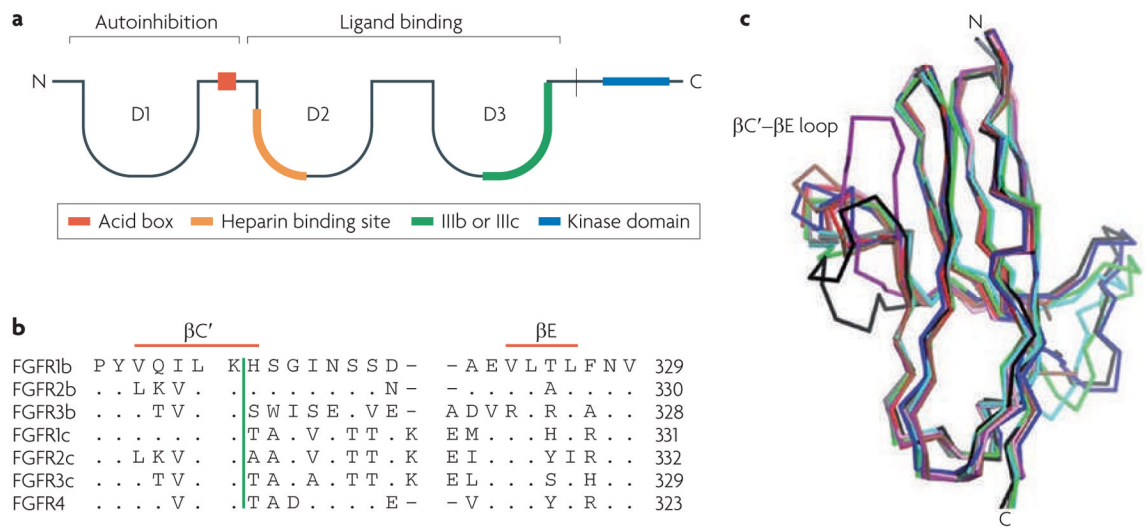 a
Autoinhibition Ligand binding
N D1 D2 D3 C
Acid box Heparin binding site IIIb or IIIc Kinase domain
b
βC′ βE
FGFR1b P Y V Q I L K H S G I N S S D - - A E V L T L F N V 329
FGFR2b . . L K V . . . . . . . . . N - - . . . . A . . . . 330
FGFR3b . . . T V . . S W I S E . V E - A D V R . R . A . . 328
FGFR1c . . . . . . . T A . V . T T . K E M . . . H . R . . 331
FGFR2c . . L K V . . A A . V . T T . K E I . . . Y I R . . 332
FGFR3c . . . T V . . T A . A . T T . K E L . . . S . H . . 329
FGFR4 . . . . V . . T A D . . . . E - - V . . . Y . R . . 323
c
N
βC′–βE loop
C